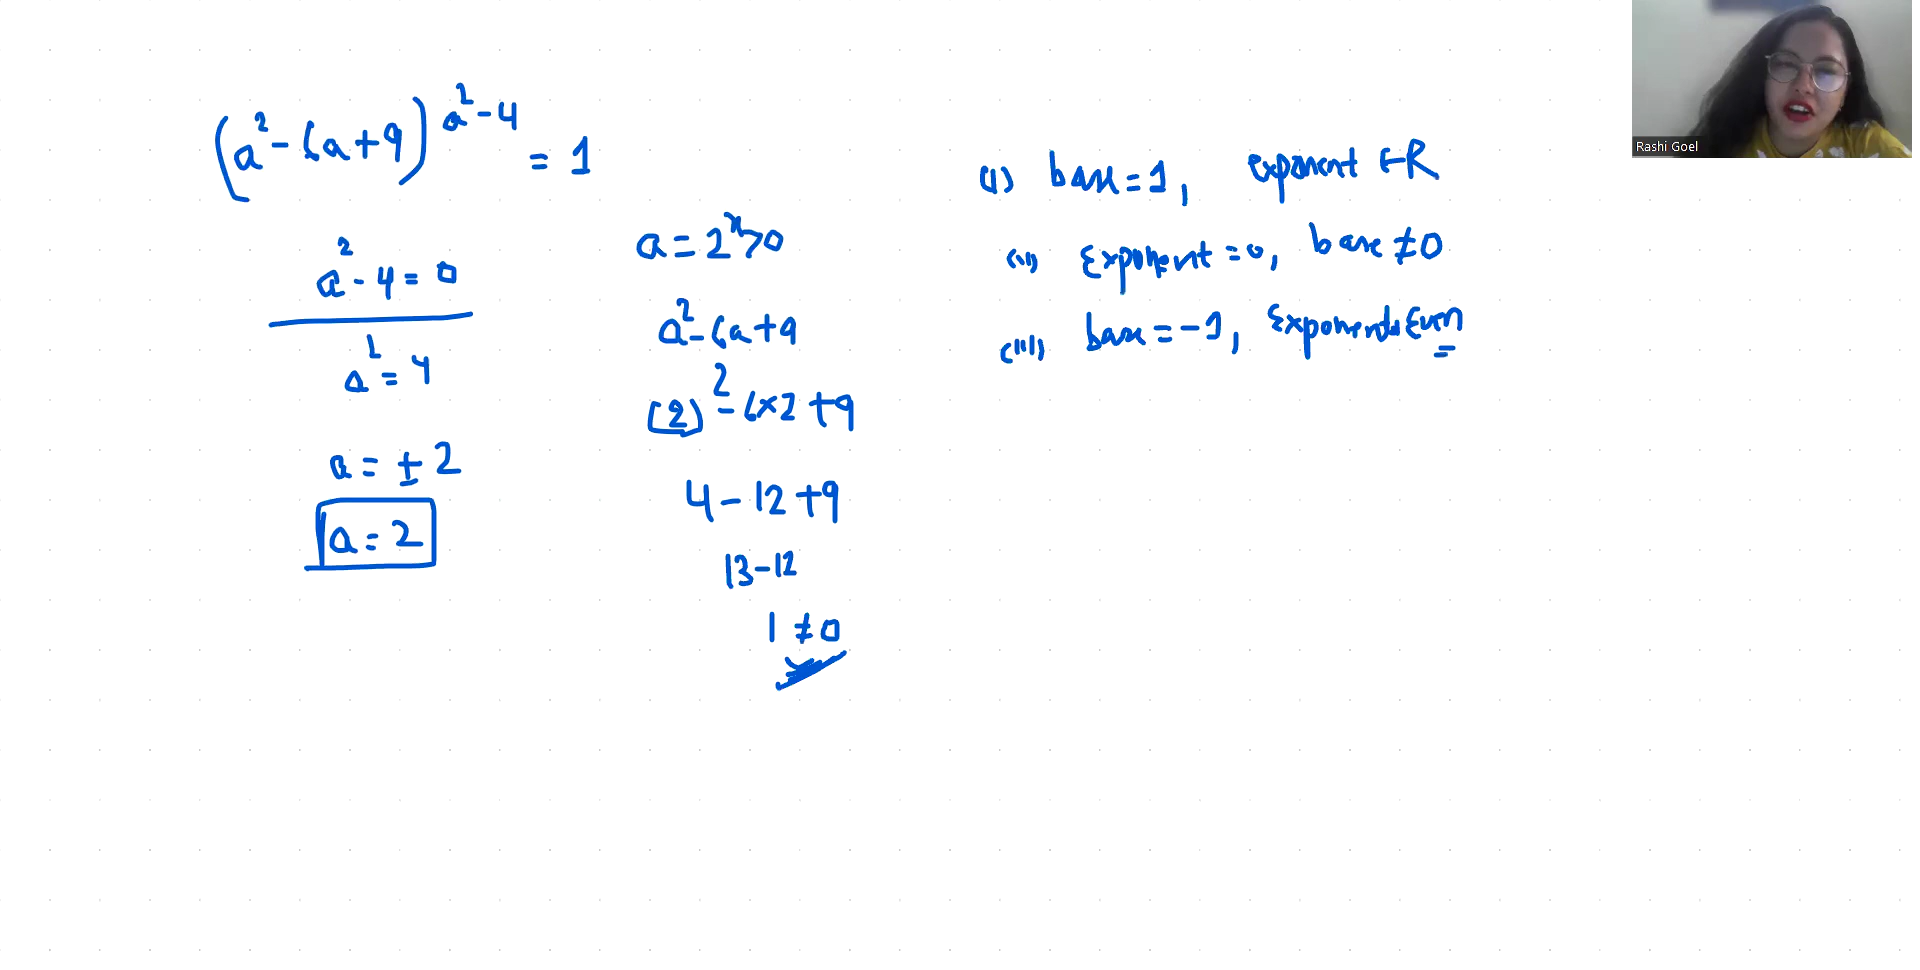 (a² - 6a + 9)^(a² - 4) = 1
a² - 4 = 0
a² = 4
a = ± 2
a = 2
a = 2ˣ > 0
a² - 6a + 9
(2)² - 6 × 2 + 9
4 - 12 + 9
13 - 12
1 ≠ 0
(i) base = 1, exponent ∈ R
(ii) Exponent = 0, base ≠ 0
(iii) base = -1, Exponent Even
Rashi Goel